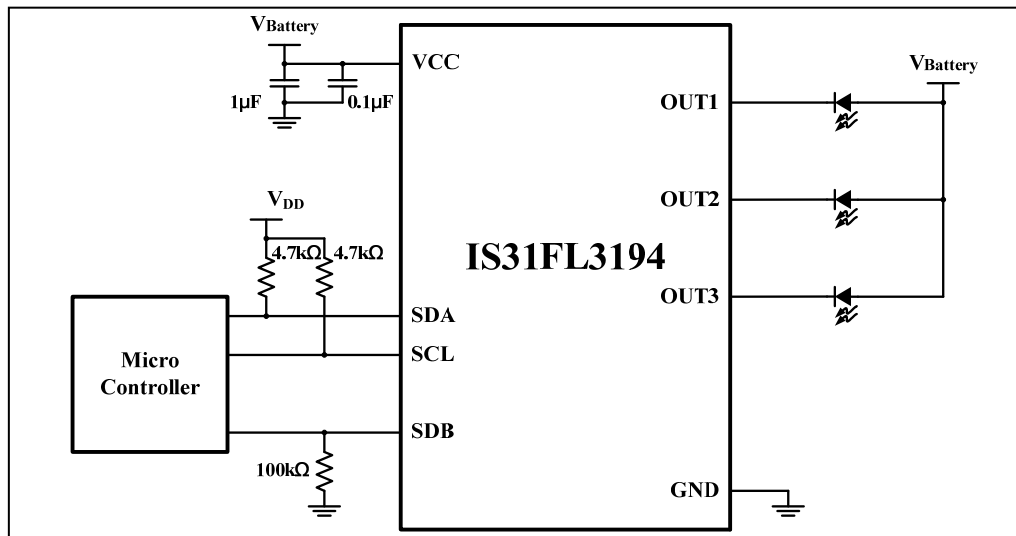 VBattery
VCC
1µF
0.1µF
VDD
4.7kΩ
4.7kΩ
Micro
Controller
SDA
SCL
SDB
100kΩ
IS31FL3194
OUT1
OUT2
OUT3
GND
VBattery